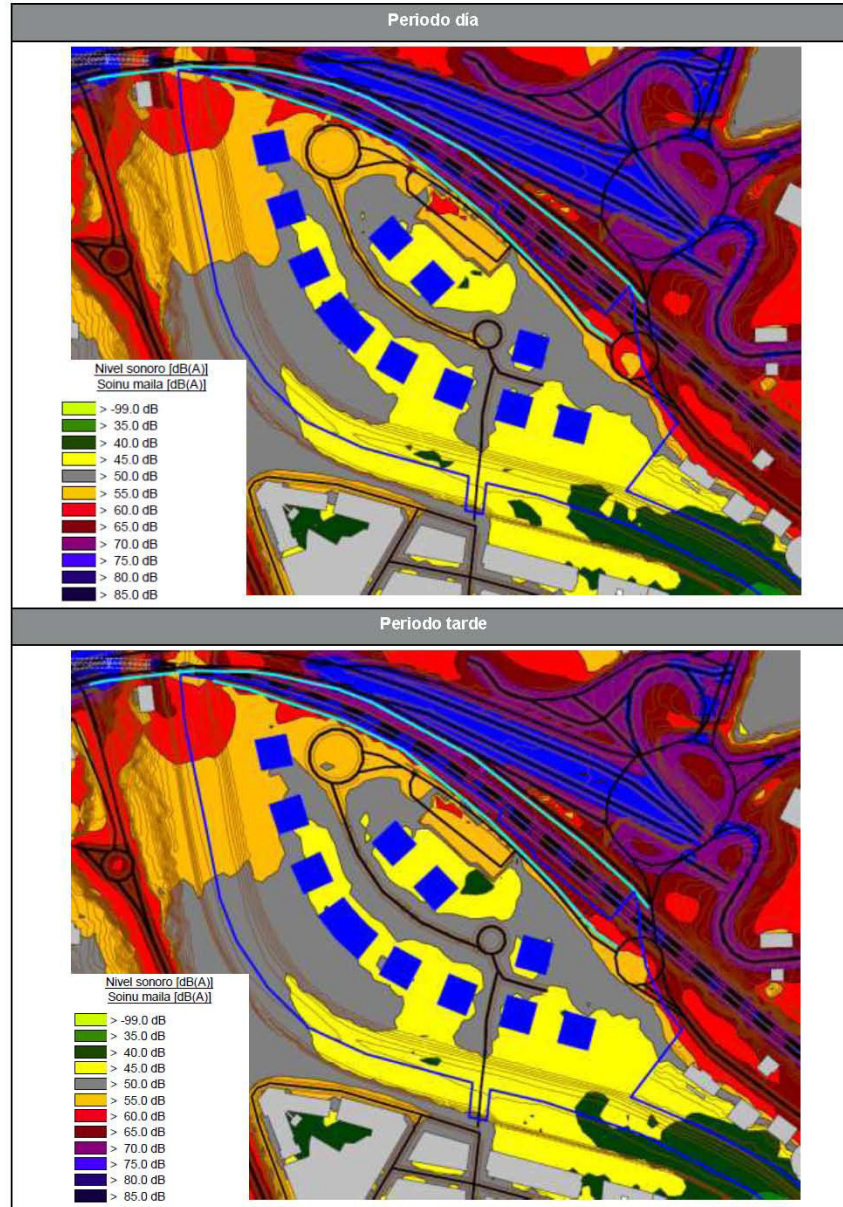 Periodo día
Nivel sonoro [dB(A)]
Soinu maila [dB(A)]
> -99.0 dB
> 35.0 dB
> 40.0 dB
> 45.0 dB
> 50.0 dB
> 55.0 dB
> 60.0 dB
> 65.0 dB
> 70.0 dB
> 75.0 dB
> 80.0 dB
> 85.0 dB
Periodo tarde
Nivel sonoro [dB(A)]
Soinu maila [dB(A)]
> -99.0 dB
> 35.0 dB
> 40.0 dB
> 45.0 dB
> 50.0 dB
> 55.0 dB
> 60.0 dB
> 65.0 dB
> 70.0 dB
> 75.0 dB
> 80.0 dB
> 85.0 dB